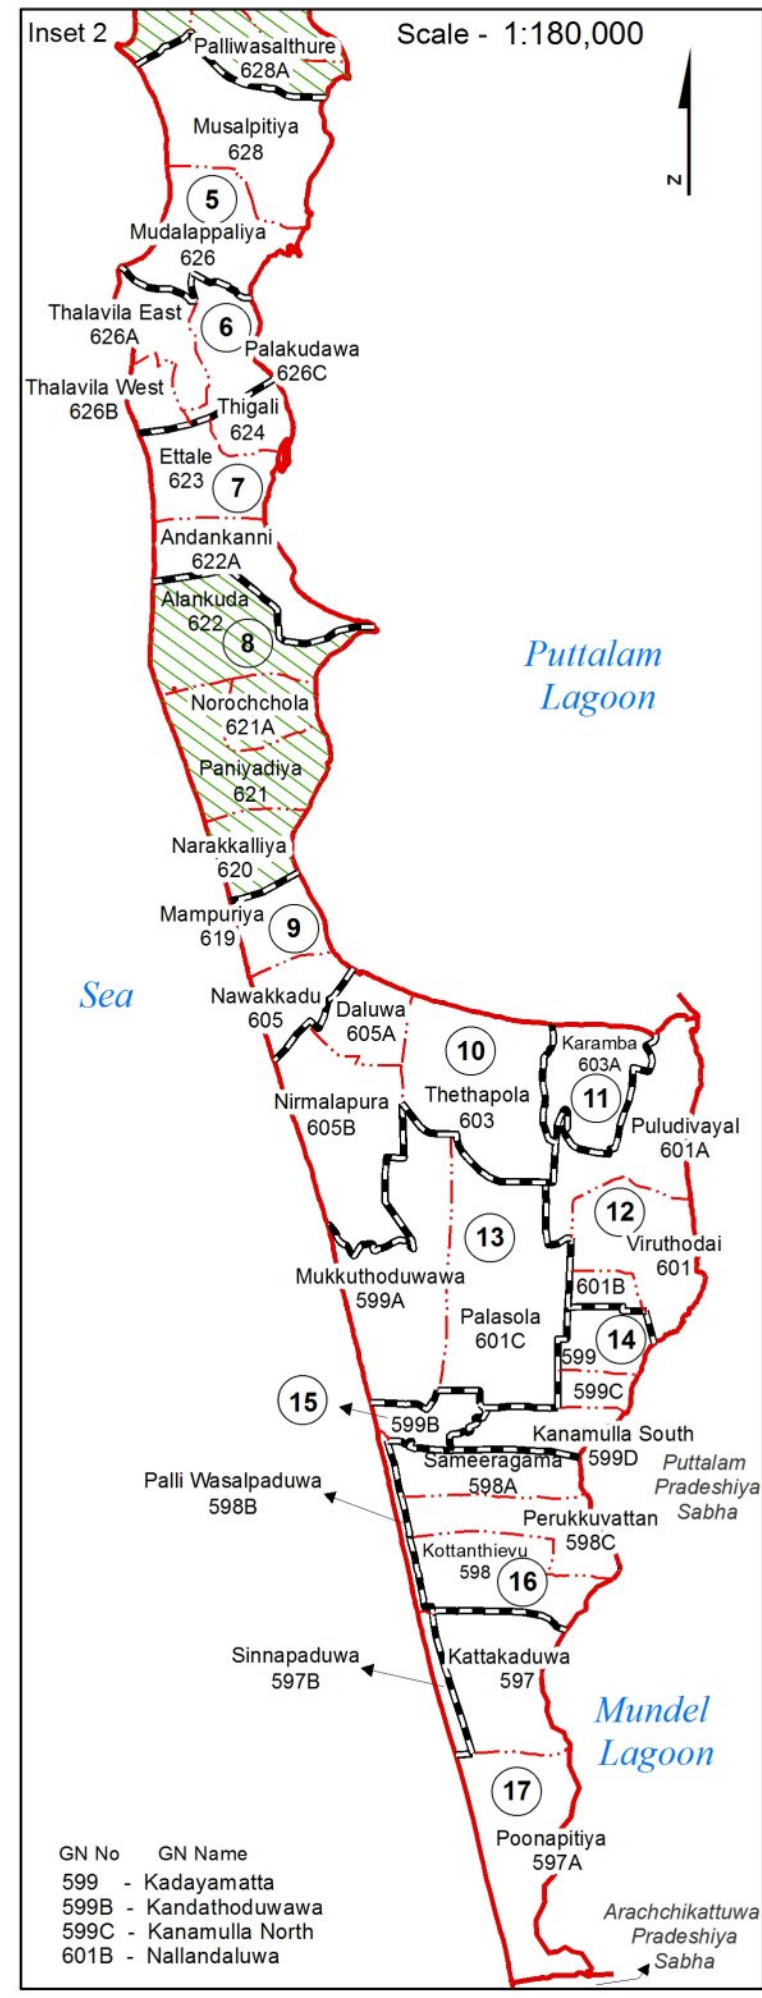 Inset 2
Scale - 1:180,000
Palliwasalthure
628A
Musalpitiya
628
N
5
Mudalappaliya
626
Thalavila East
626A
6
Palakudawa
626C
Thalavila West
626B
Thigali
624
Ettale
623
7
Andankanni
622A
Alankuda
622
8
Puttalam
Lagoon
Norochchola
621A
Paniyadiya
621
Narakkalliya
620
Mampuriya
619
9
Sea
Nawakkadu
605
Daluwa
605A
10
Karamba
603A
Thethapola
603
11
Nirmalapura
605B
Puludivayal
601A
12
13
Viruthodai
601
Mukkuthoduwawa
599A
601B
Palasola
601C
14
599
599C
15
599B
Kanamulla South
599D
Sameeragama
598A
Puttalam
Pradeshiya
Sabha
Palli Wasalpaduwa
598B
Perukkuvattan
598C
Kottanthievu
598
16
Sinnapaduwa
597B
Kattakaduwa
597
Mundel
Lagoon
17
Poonapitiya
597A
GN No GN Name
599 - Kadayamatta
599B - Kandathoduwawa
599C - Kanamulla North
601B - Nallandaluwa
Arachchikattuwa
Pradeshiya
Sabha